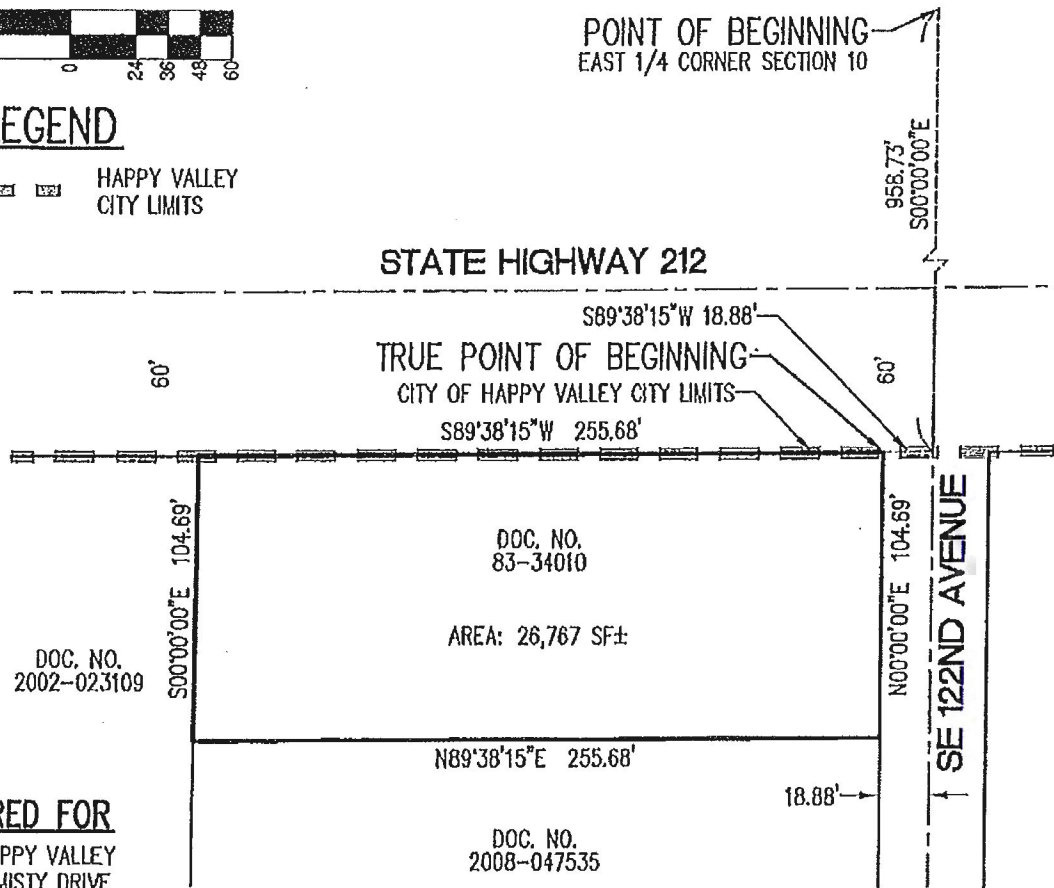 0 24 36 48 60
POINT OF BEGINNING
EAST 1/4 CORNER SECTION 10
EGEND
HAPPY VALLEY
CITY LIMITS
958.73'
S00°00'00"E
STATE HIGHWAY 212
S89°38'15"W 18.88'
TRUE POINT OF BEGINNING
60'
60'
CITY OF HAPPY VALLEY CITY LIMITS
S89°38'15"W 255.68'
S00°00'00"E 104.69'
DOC. NO.
83-34010
N00°00'00"E 104.69'
SE 122ND AVENUE
AREA: 26,767 SF±
DOC. NO.
2002-023109
N89°38'15"E 255.68'
18.88'
RED FOR
PPY VALLEY
MISTY DRIVE
DOC. NO.
2008-047535